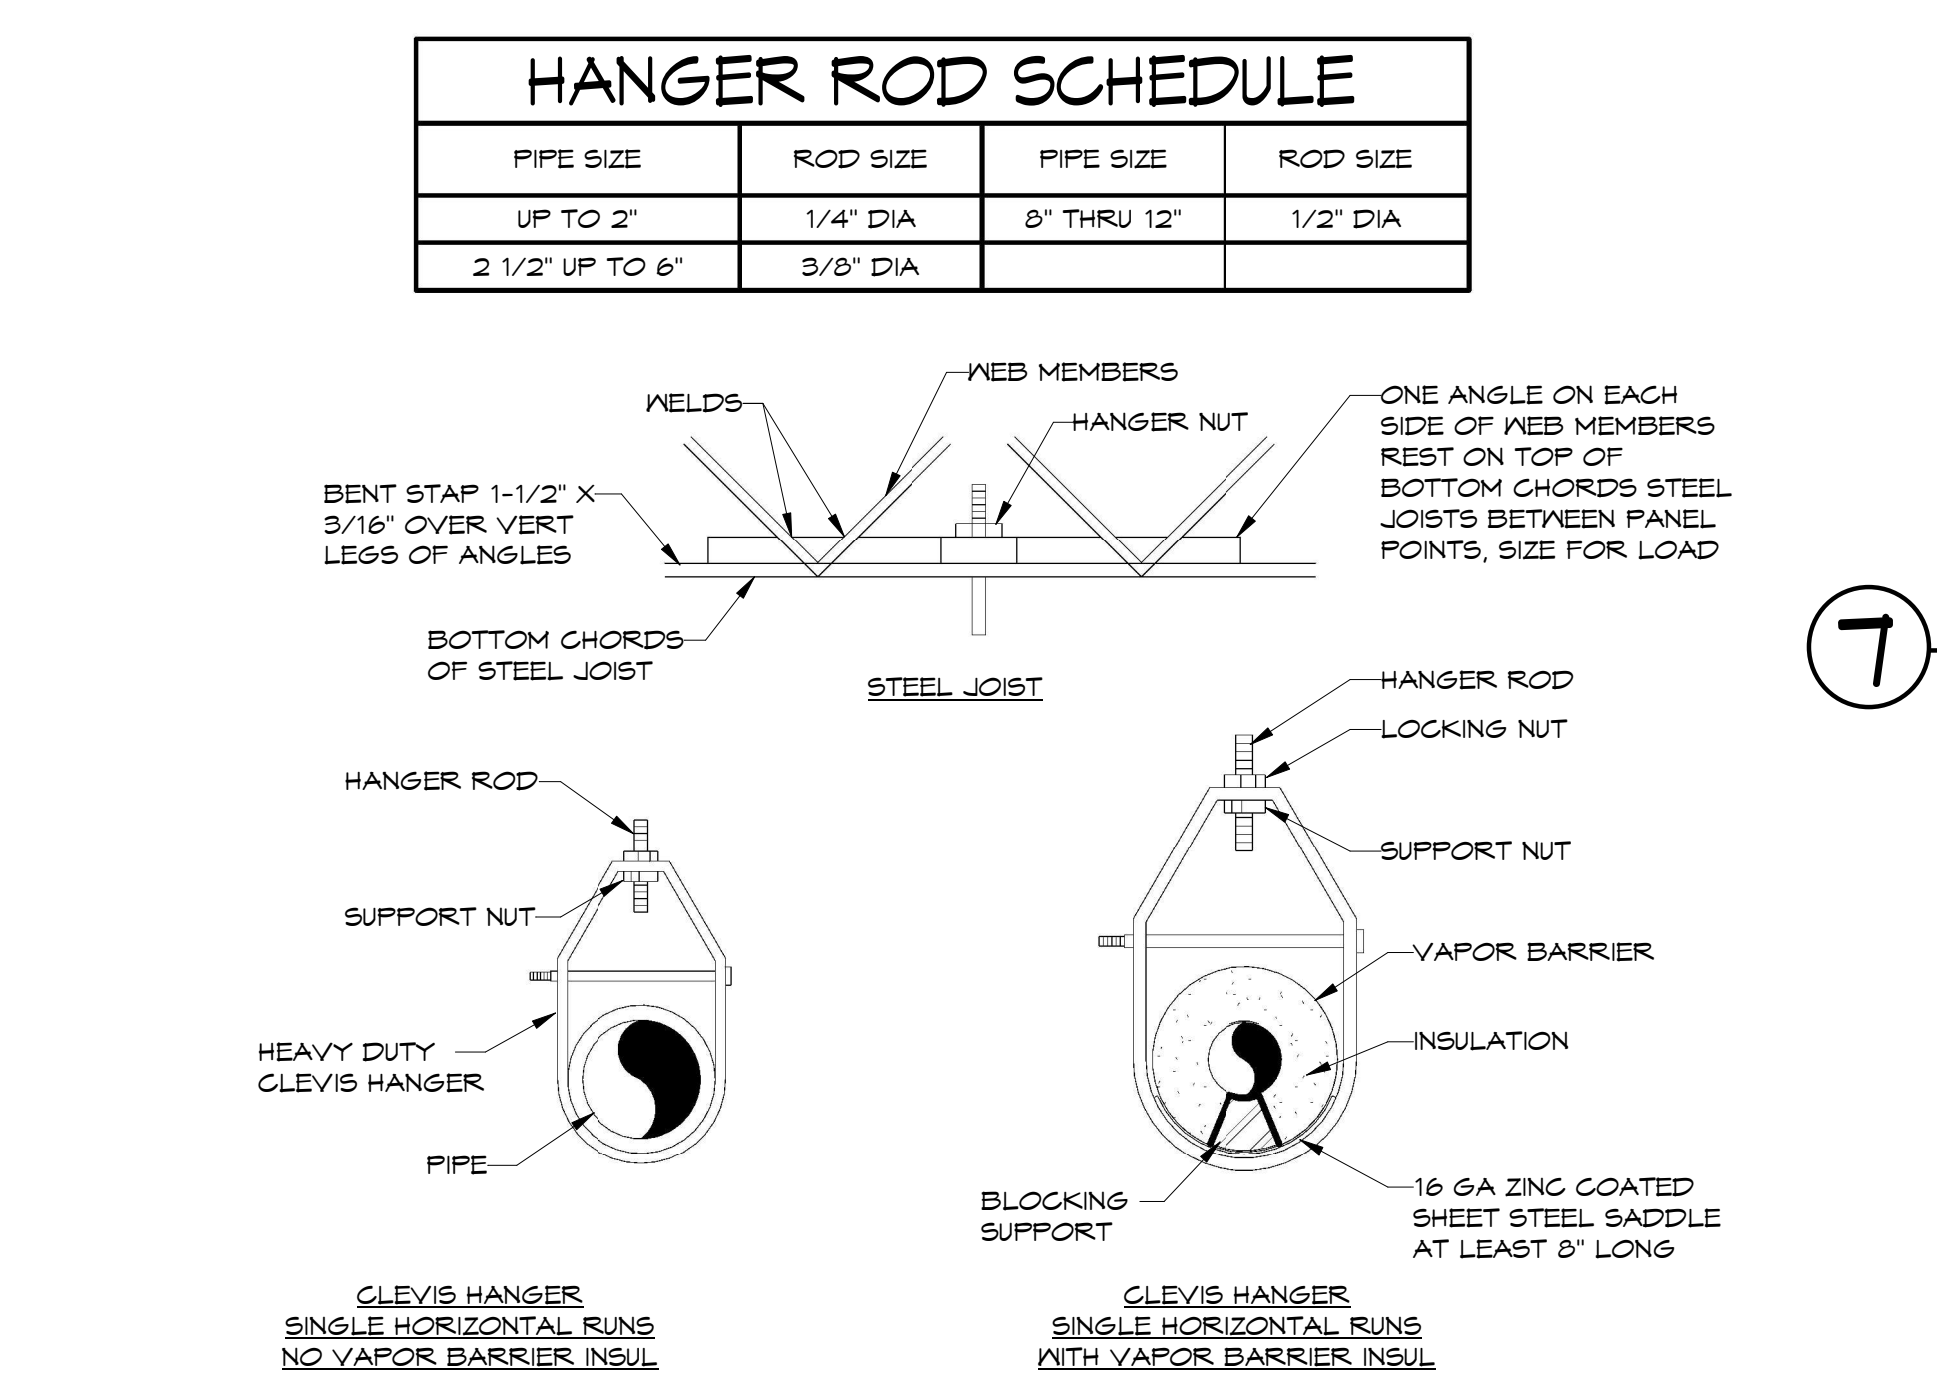 HANGER ROD SCHEDULE
PIPE SIZE ROD SIZE PIPE SIZE ROD SIZE
UP TO 2" 1/4" DIA 8" THRU 12" 1/2" DIA
2 1/2" UP TO 6" 3/8" DIA
WEB MEMBERS
WELDS
HANGER NUT
ONE ANGLE ON EACH
SIDE OF WEB MEMBERS
REST ON TOP OF
BOTTOM CHORDS STEEL
JOISTS BETWEEN PANEL
POINTS, SIZE FOR LOAD
BENT STAP 1-1/2" X
3/16" OVER VERT
LEGS OF ANGLES
BOTTOM CHORDS
OF STEEL JOIST
STEEL JOIST
7
HANGER ROD
SUPPORT NUT
HEAVY DUTY
CLEVIS HANGER
PIPE
CLEVIS HANGER
SINGLE HORIZONTAL RUNS
NO VAPOR BARRIER INSUL
HANGER ROD
LOCKING NUT
SUPPORT NUT
VAPOR BARRIER
INSULATION
BLOCKING
SUPPORT
16 GA ZINC COATED
SHEET STEEL SADDLE
AT LEAST 8" LONG
CLEVIS HANGER
SINGLE HORIZONTAL RUNS
WITH VAPOR BARRIER INSUL